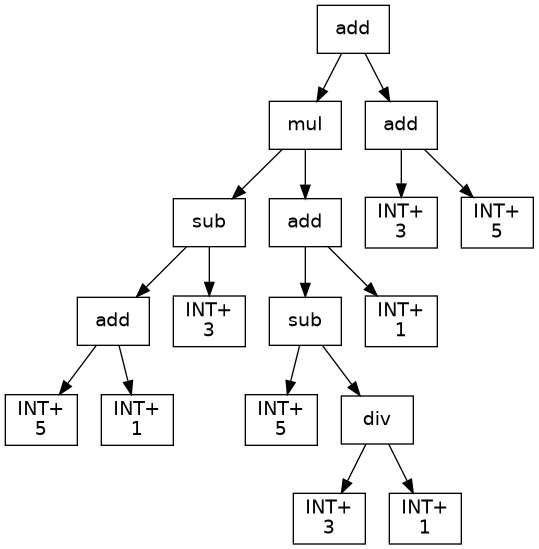 add
mul
add
sub
add
INT+
3
INT+
5
add
INT+
3
sub
INT+
1
INT+
5
INT+
1
INT+
5
div
INT+
3
INT+
1